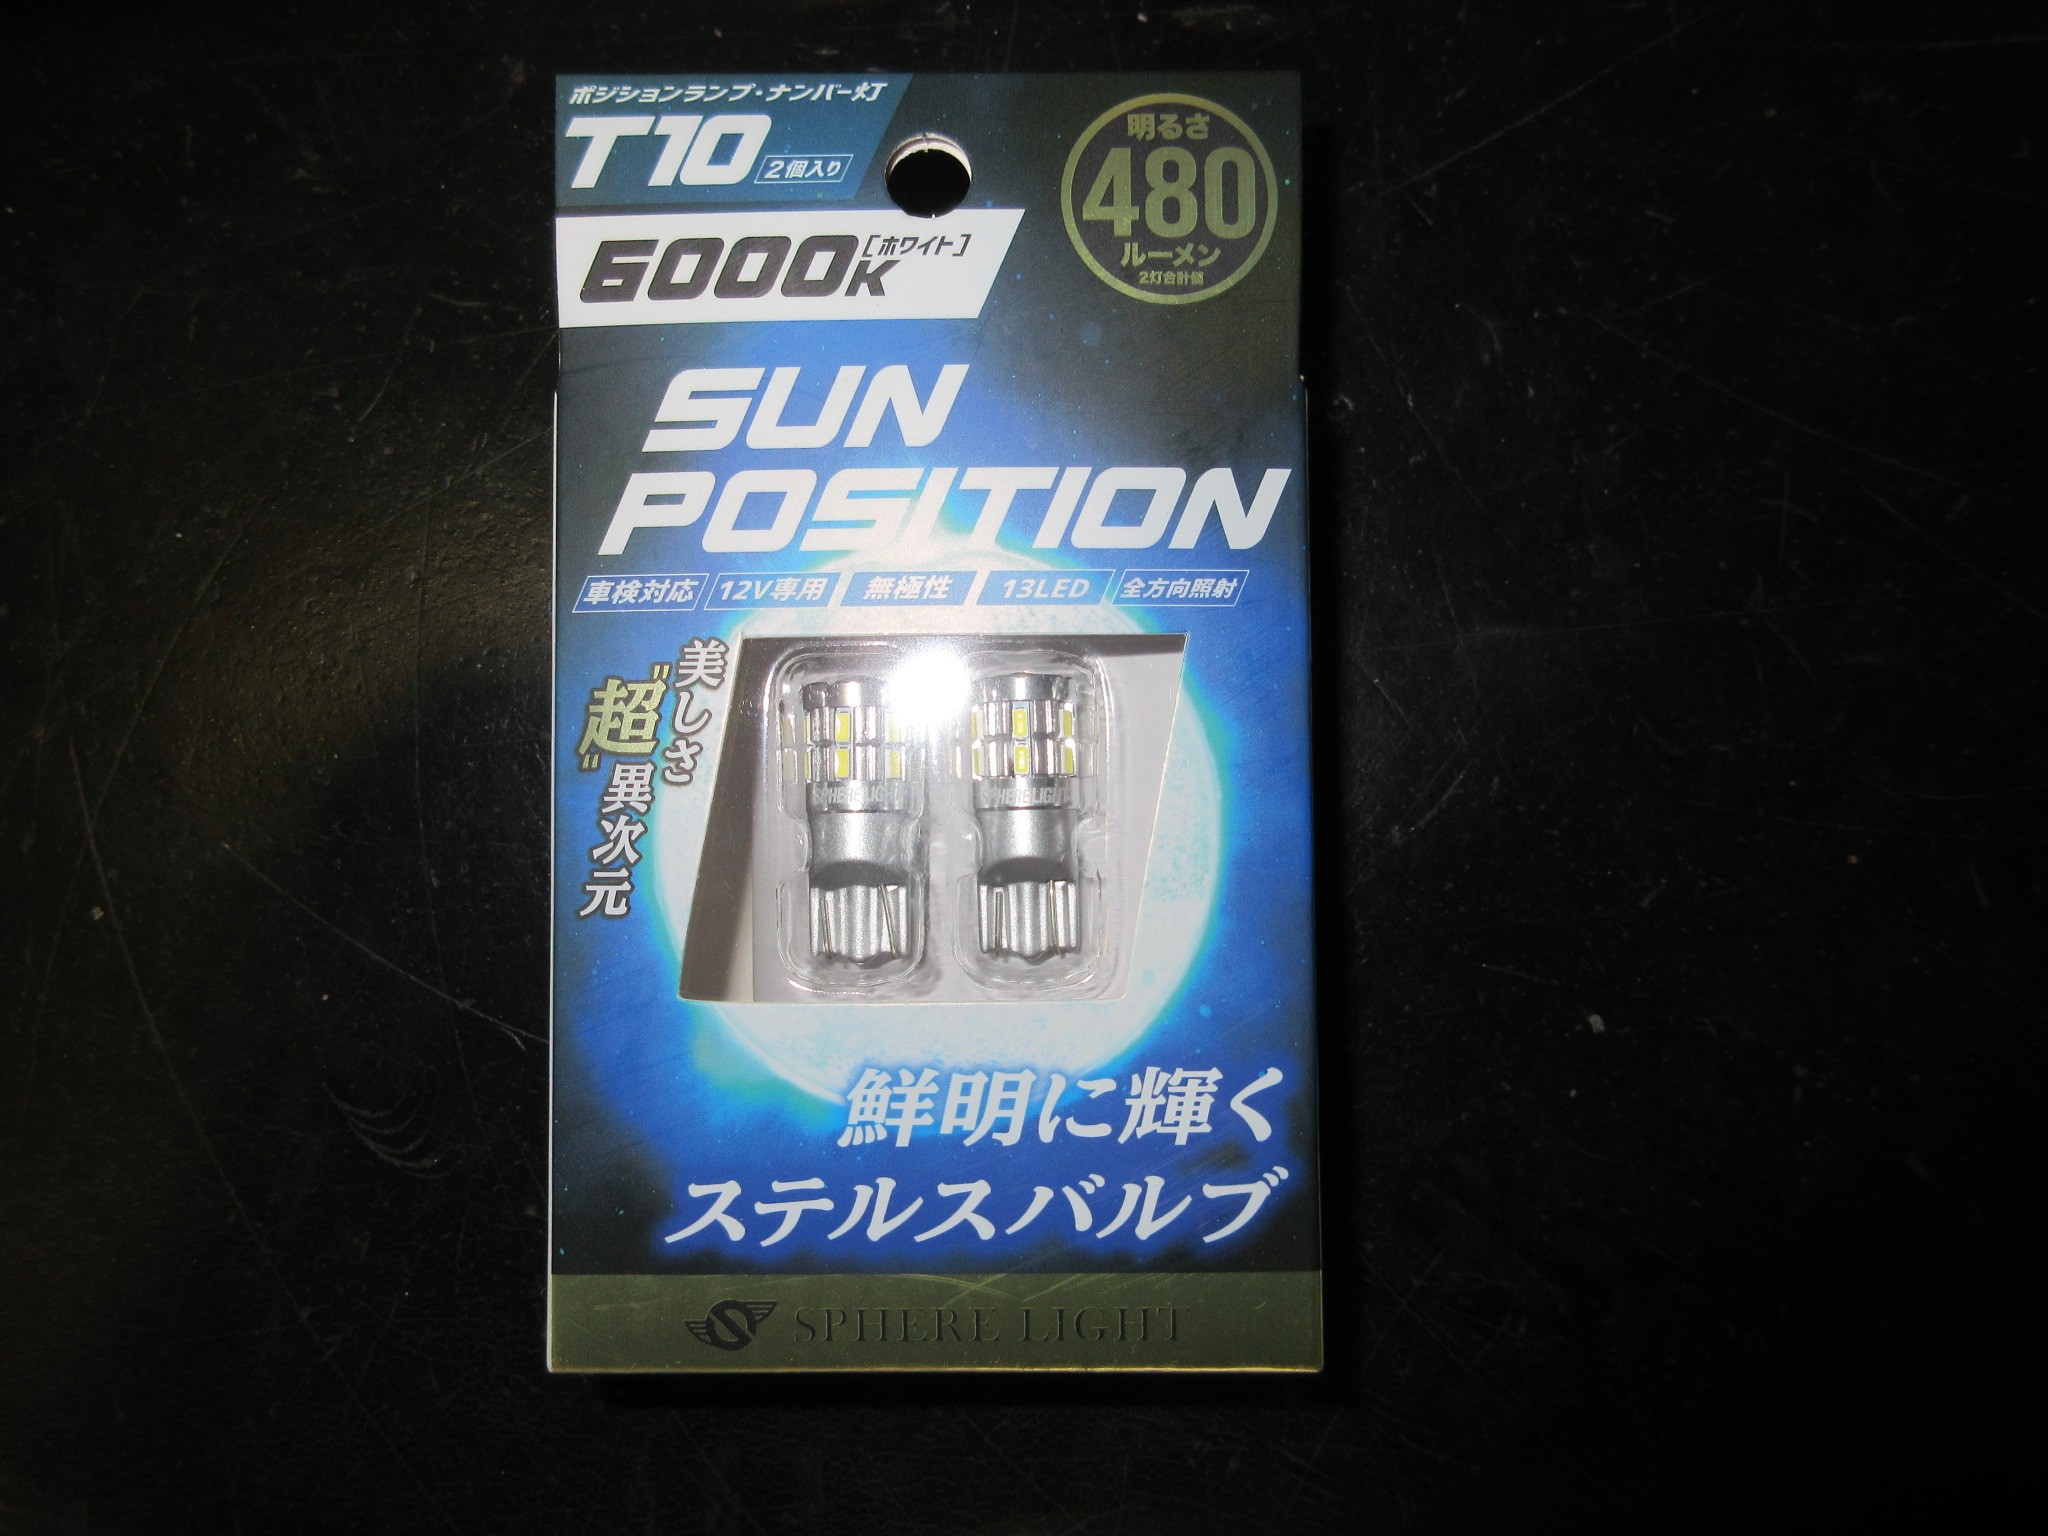 ポジションランプ・ナンバー灯
T10 2個入り
6000K [ホワイト]
明るさ
480
ルーメン
2灯合計値
SUN
POSITION
車検対応 12V専用 無極性 13LED 全方向照射
美しさ
"超"異次元
SPHERE LIGHT SPHERE LIGHT
鮮明に輝く
ステルスバルブ
S SPHERE LIGHT